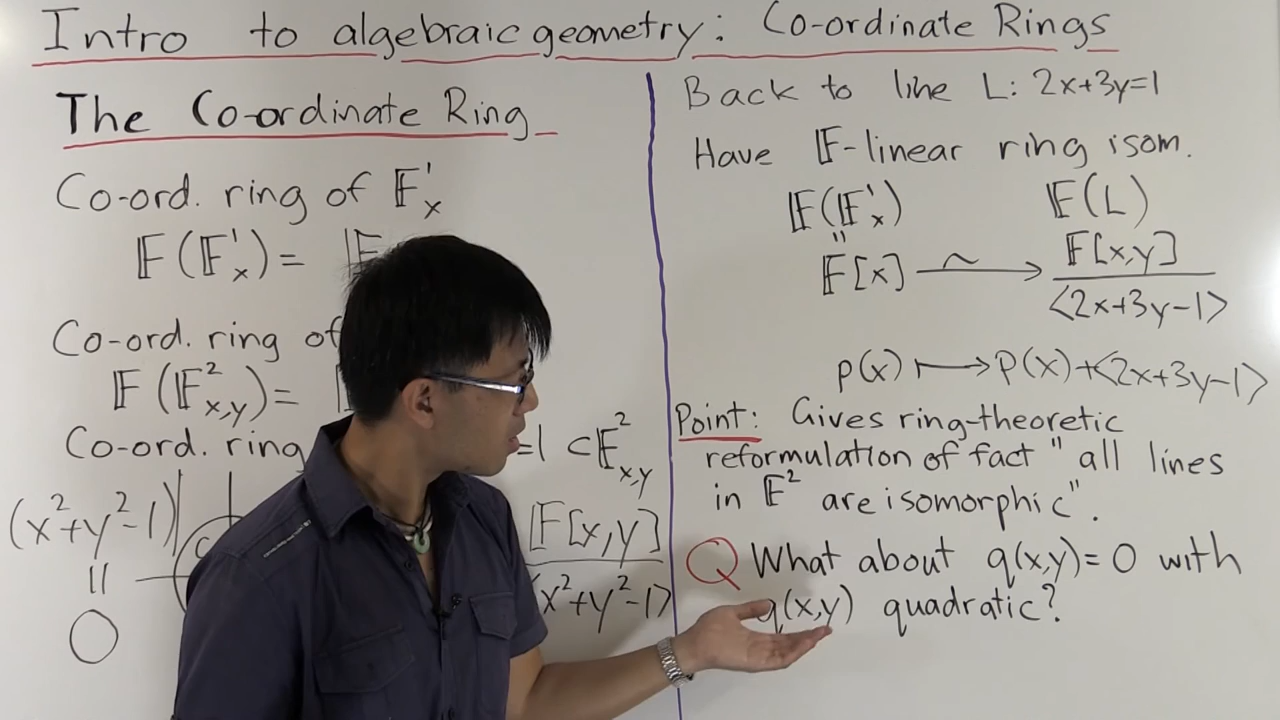 Intro to algebraic geometry: Co-ordinate Rings
The Co-ordinate Ring
Co-ord. ring of 𝔽¹ₓ
𝔽(𝔽¹ₓ) = 𝔽
Co-ord. ring of
𝔽(𝔽²ₓ,ᵧ) =
Co-ord. ring =1 ⊂ 𝔽²ₓ,ᵧ
(x²+y²-1)|
𝔽[x,y]
||
⟨x²+y²-1⟩
0
Back to line L: 2x+3y=1
Have 𝔽-linear ring isom.
𝔽(𝔽¹ₓ) 𝔽(L)
||
𝔽[x] ⟶ 𝔽[x,y]
~
⟨2x+3y-1⟩
p(x) ⟼ p(x)+⟨2x+3y-1⟩
Point: Gives ring-theoretic
reformulation of fact "all lines
in 𝔽² are isomorphic".
Q What about q(x,y)=0 with
q(x,y) quadratic?